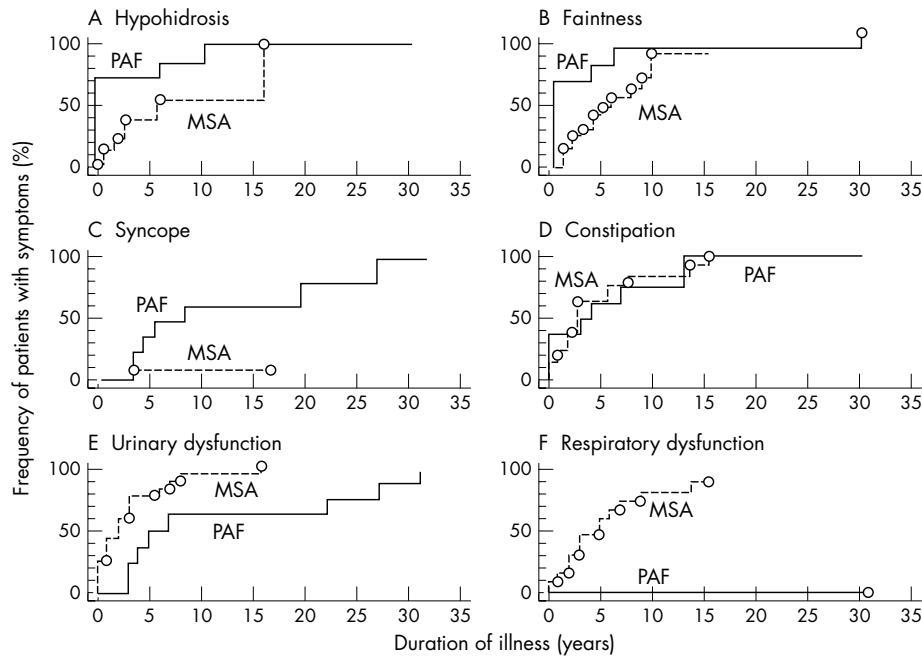 A Hypohidrosis
100
50
0
PAF
MSA
0 5 10 15 20 25 30 35
B Faintness
100
50
0
PAF
MSA
0 5 10 15 20 25 30 35
C Syncope
100
50
0
PAF
MSA
0 5 10 15 20 25 30 35
D Constipation
100
50
0
MSA
PAF
0 5 10 15 20 25 30 35
E Urinary dysfunction
100
50
0
MSA
PAF
0 5 10 15 20 25 30 35
F Respiratory dysfunction
100
50
0
MSA
PAF
0 5 10 15 20 25 30 35
Frequency of patients with symptoms (%)
Duration of illness (years)